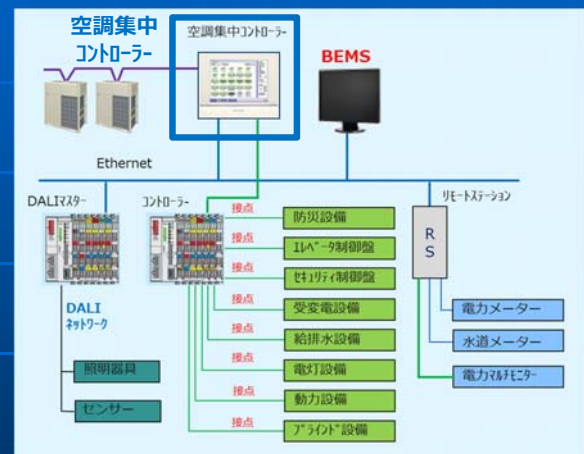 空調集中
ｺﾝﾄﾛｰﾗｰ
空調集中ｺﾝﾄﾛｰﾗｰ
BEMS
Ethernet
DALIﾏｽﾀｰ
ｺﾝﾄﾛｰﾗｰ
ﾘﾓｰﾄｽﾃｰｼｮﾝ
R
S
接点
防災設備
接点
ｴﾚﾍﾞｰﾀ制御盤
接点
ｾｷｭﾘﾃｨ制御盤
接点
受変電設備
接点
給排水設備
接点
電灯設備
接点
動力設備
接点
ﾌﾞﾗｲﾝﾄﾞ設備
DALI
ﾈｯﾄﾜｰｸ
照明器具
センサー
電力メーター
水道メーター
電力ﾏﾙﾁﾓﾆﾀｰ